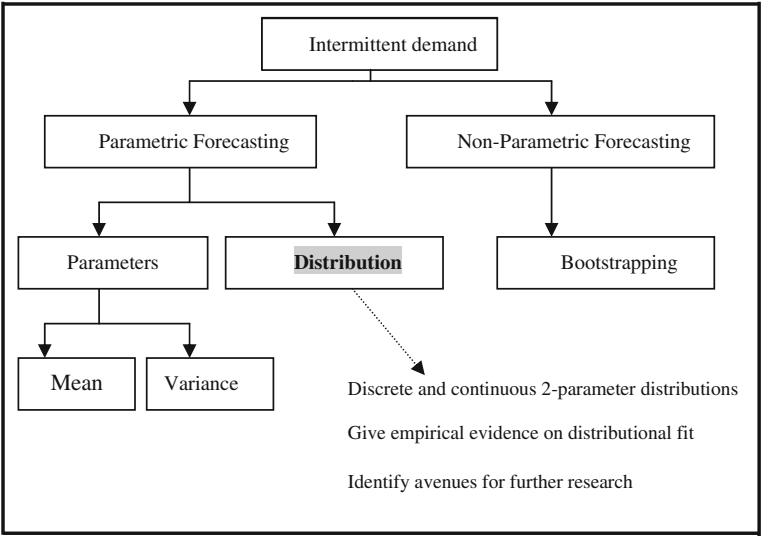 Intermittent demand
Parametric Forecasting
Non-Parametric Forecasting
Parameters
Distribution
Bootstrapping
Mean
Variance
Discrete and continuous 2-parameter distributions
Give empirical evidence on distributional fit
Identify avenues for further research